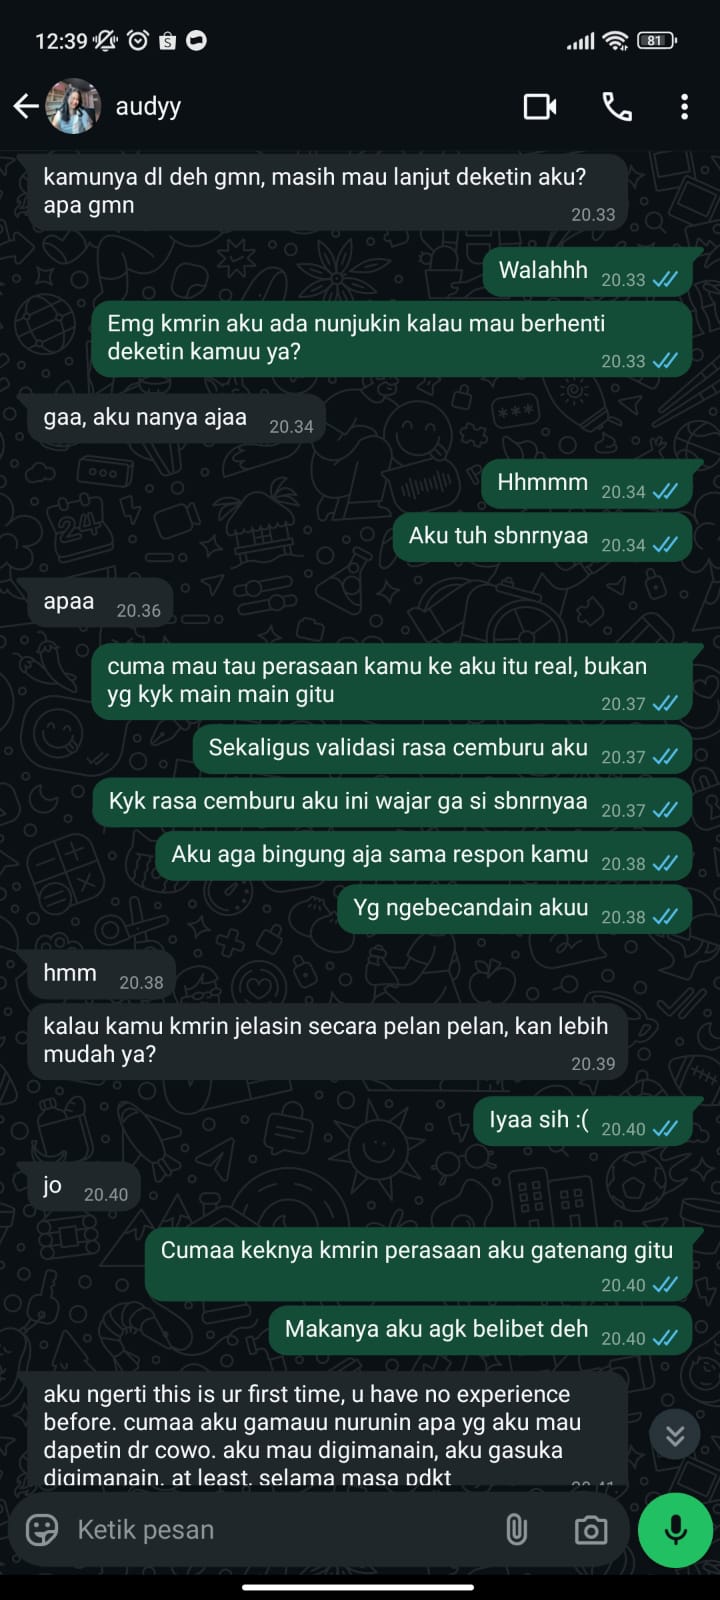 12:39
81
audyy
kamunya dl deh gmn, masih mau lanjut deketin aku?
apa gmn
20.33
Walahhh 20.33
Emg kmrin aku ada nunjukin kalau mau berhenti
deketin kamuu ya?
20.33
gaa, aku nanya ajaa 20.34
Hhmmm 20.34
Aku tuh sbnrnyaa 20.34
apaa 20.36
cuma mau tau perasaan kamu ke aku itu real, bukan
yg kyk main main gitu
20.37
Sekaligus validasi rasa cemburu aku 20.37
Kyk rasa cemburu aku ini wajar ga si sbnrnyaa 20.37
Aku aga bingung aja sama respon kamu 20.38
Yg ngebecandain akuu 20.38
hmm 20.38
kalau kamu kmrin jelasin secara pelan pelan, kan lebih
mudah ya?
20.39
Iyaa sih :( 20.40
jo 20.40
Cumaa keknya kmrin perasaan aku gatenang gitu
20.40
Makanya aku agk belibet deh 20.40
aku ngerti this is ur first time, u have no experience
before. cumaa aku gamauu nurunin apa yg aku mau
dapetin dr cowo. aku mau digimanain, aku gasuka
digimanain. at least, selama masa pdkt
20.41
Ketik pesan